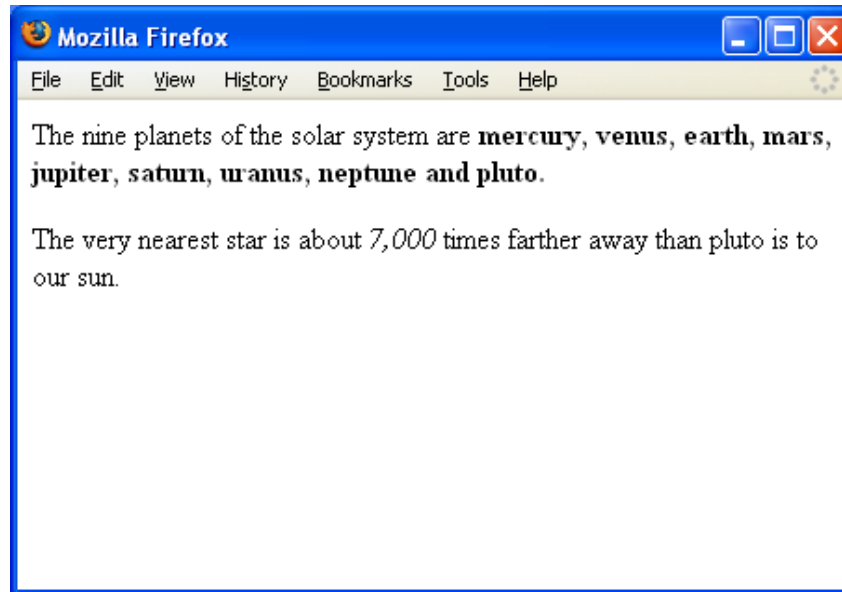 Mozilla Firefox
File Edit View History Bookmarks Tools Help
The nine planets of the solar system are mercury, venus, earth, mars,
jupiter, saturn, uranus, neptune and pluto.
The very nearest star is about 7,000 times farther away than pluto is to
our sun.